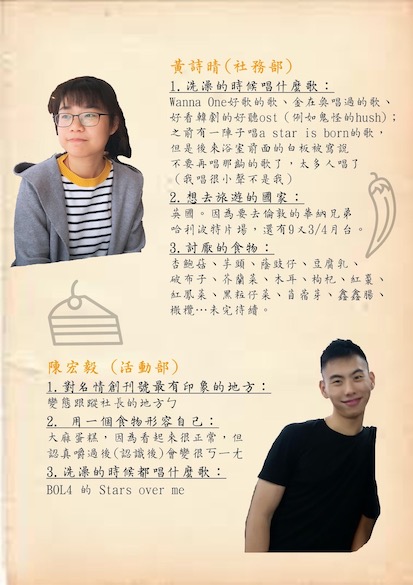 黃詩晴(社務部)
1.洗澡的時候唱什麼歌：
Wanna One好歌的歌、金在奐唱過的歌、
好看韓劇的好聽ost (例如鬼怪的hush)；
之前有一陣子唱a star is born的歌，
但是後來浴室前面的白板被寫說
不要再唱那齣的歌了，太多人唱了
(我唱很小聲不是我)
2.想去旅遊的國家：
英國。因為要去倫敦的華納兄弟
哈利波特片場，還有9又3/4月台。
3.討厭的食物：
杏鮑菇、芋頭、蔭豉仔、豆腐乳、
破布子、芥蘭菜、木耳、枸杞、紅棗、
紅鳳菜、黑粒仔菜、苜蓿芽、鑫鑫腸、
橄欖...未完待續。
陳宏毅 (活動部)
1.對名情創刊號最有印象的地方：
變態跟蹤社長的地方ㄅ
2. 用一個食物形容自己：
大麻蛋糕，因為看起來很正常，但
認真嚼過後(認識後)會變很ㄎㄧㄤ
3.洗澡的時候都唱什麼歌：
BOL4 的 Stars over me